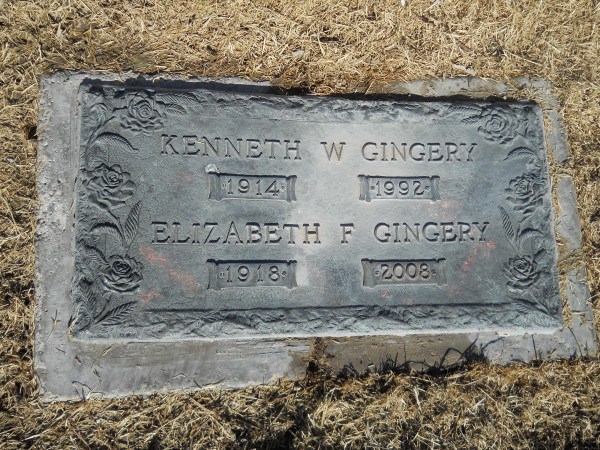 KENNETH W GINGERY
1914 1992
ELIZABETH F GINGERY
1918 2008